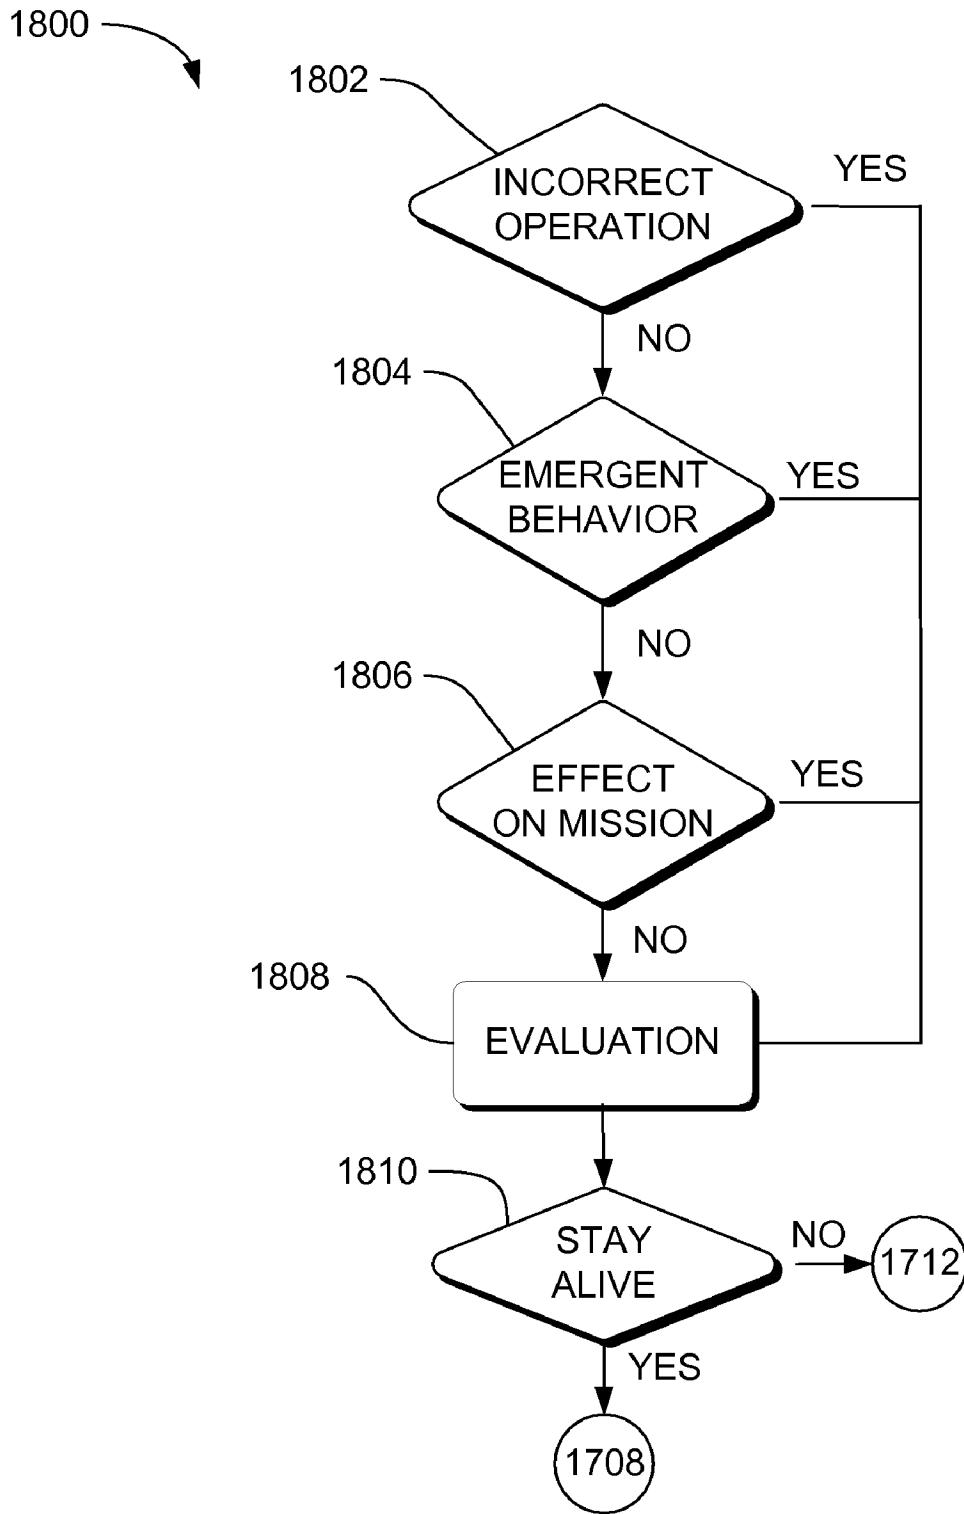 1800
1802
INCORRECT
OPERATION
YES
NO
1804
EMERGENT
BEHAVIOR
YES
NO
1806
EFFECT
ON MISSION
YES
NO
1808
EVALUATION
1810
STAY
ALIVE
NO
1712
YES
1708